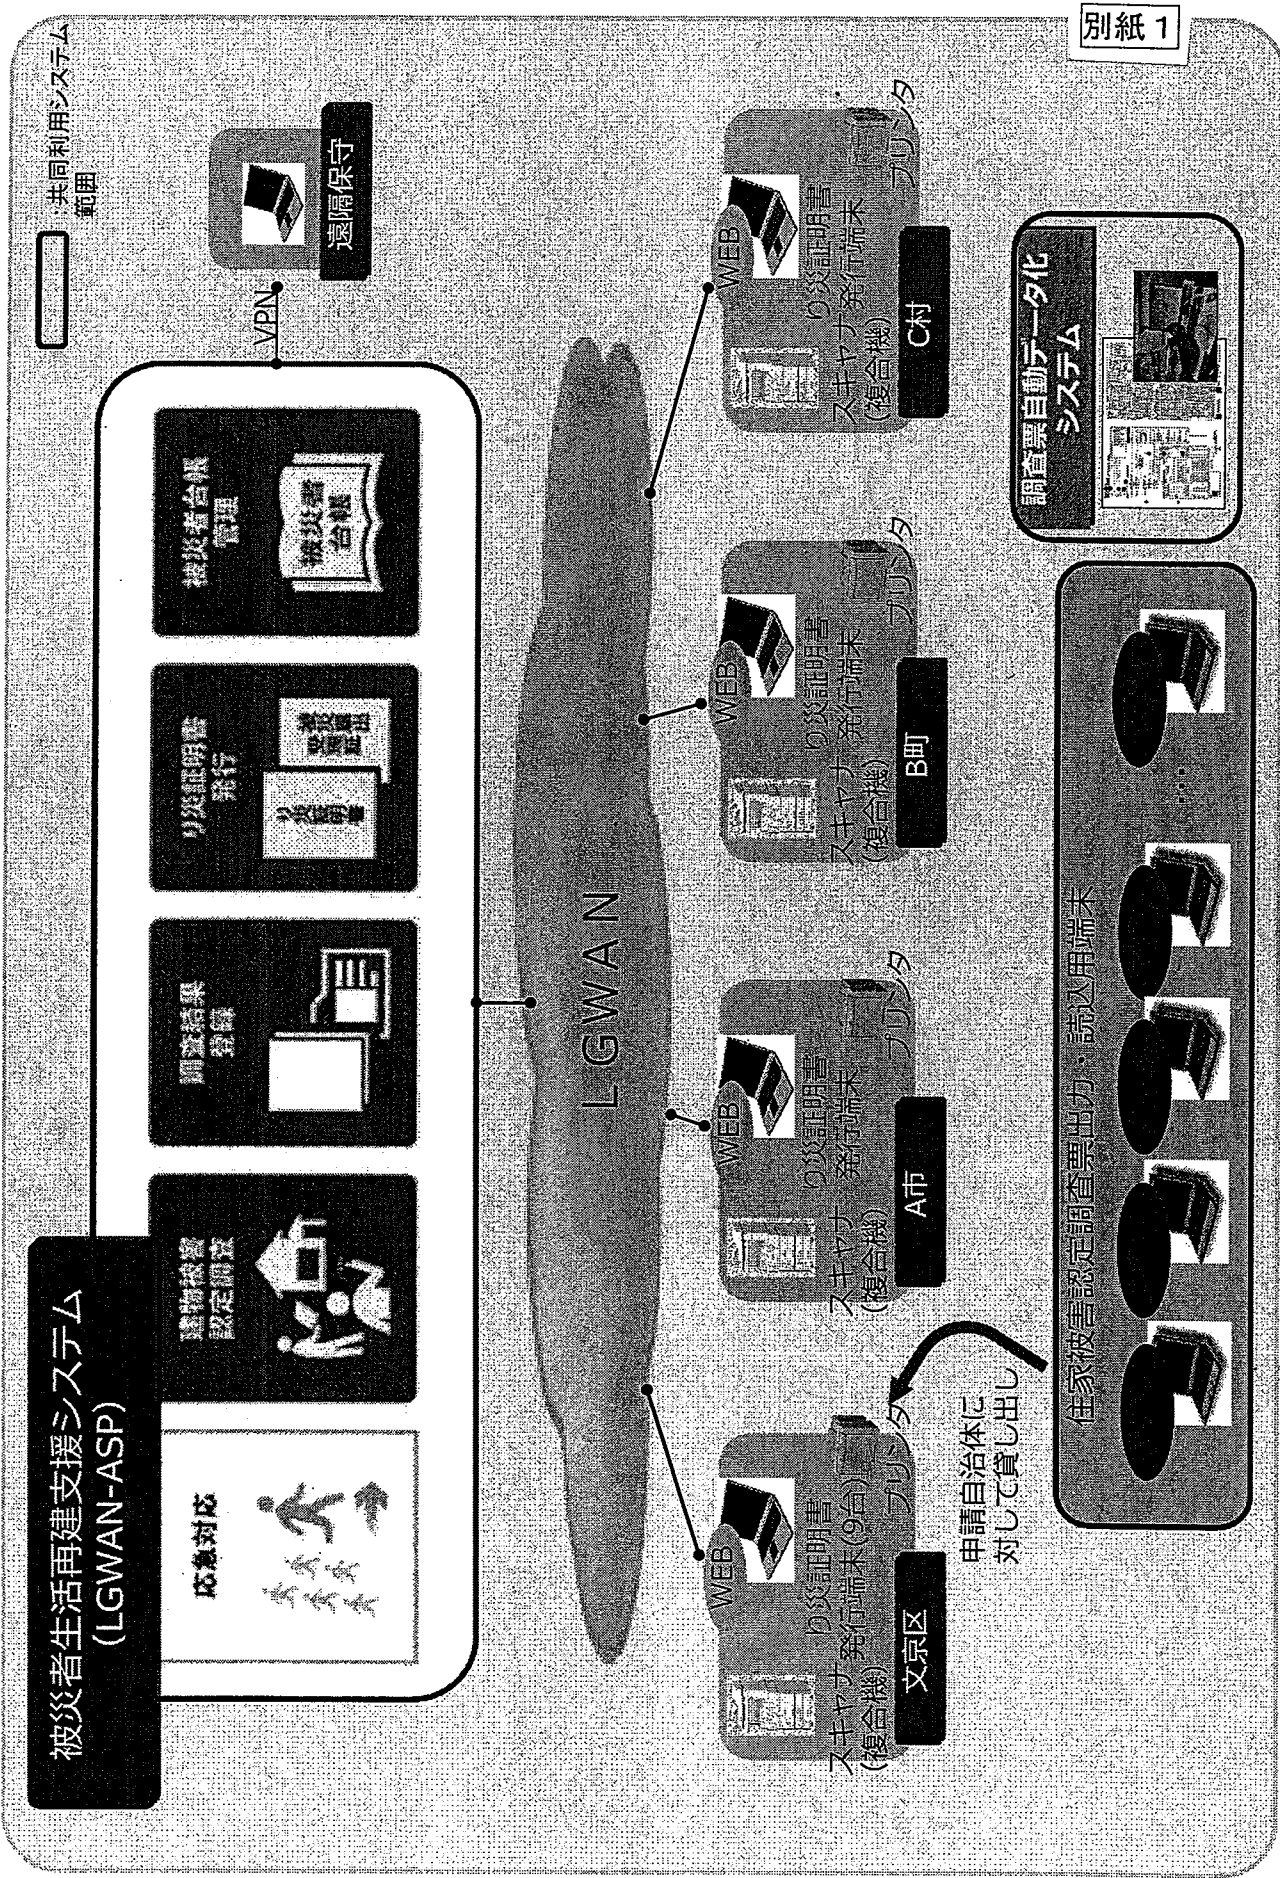 別紙 1
被災者生活再建支援システム
(LGWAN-ASP)
:共同利用システム
範囲
応急対応
建物被害
認定調査
調査結果
登録
り災証明書
発行
り災証明書
被災者台帳
管理
被災者
台帳
VPN
遠隔保守
LGWAN
WEB
り災証明書
スキャナ 発行端末(9台)
(複合機)
プリンタ
文京区
WEB
り災証明書
スキャナ 発行端末
(複合機)
プリンタ
A市
WEB
り災証明書
スキャナ 発行端末
(複合機)
プリンタ
B町
WEB
り災証明書
スキャナ 発行端末
(複合機)
プリンタ
C村
申請自治体に
対して貸し出し
住家被害認定調査票出力・読込用端末
・・・
調査票自動データ化
システム